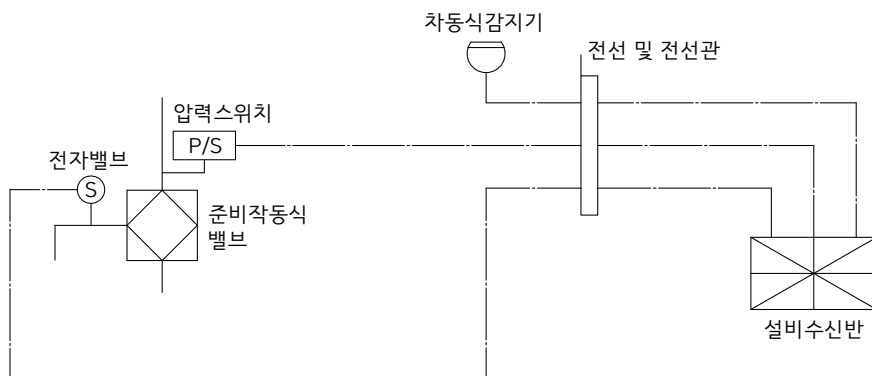 차동식감지기
전선 및 전선관
압력스위치
P/S
전자밸브
S
준비작동식
밸브
설비수신반